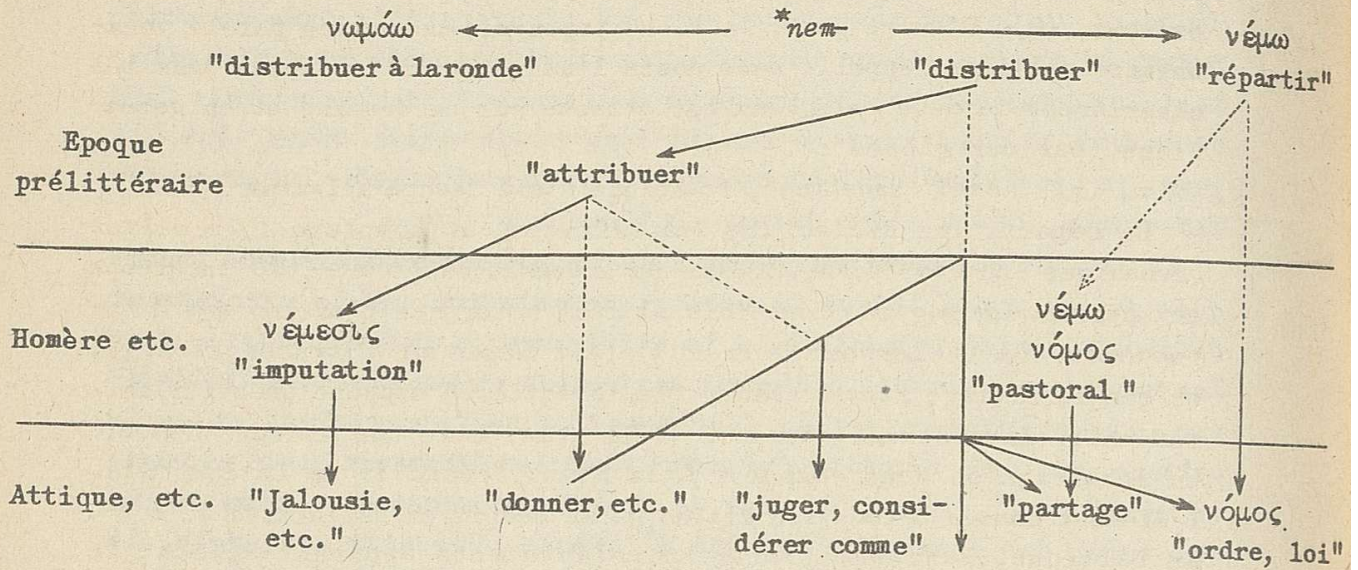 νωμάω *nem- νέμω
"distribuer à laronde" "distribuer" "répartir"
Epoque
prélittéraire
"attribuer"
Homère etc.
νέμεσις
"imputation"
νέμω
νόμος
"pastoral "
Attique, etc. "Jalousie,
etc."
"donner, etc."
"juger, consi-
dérer comme"
"partage"
νόμος
"ordre, loi"